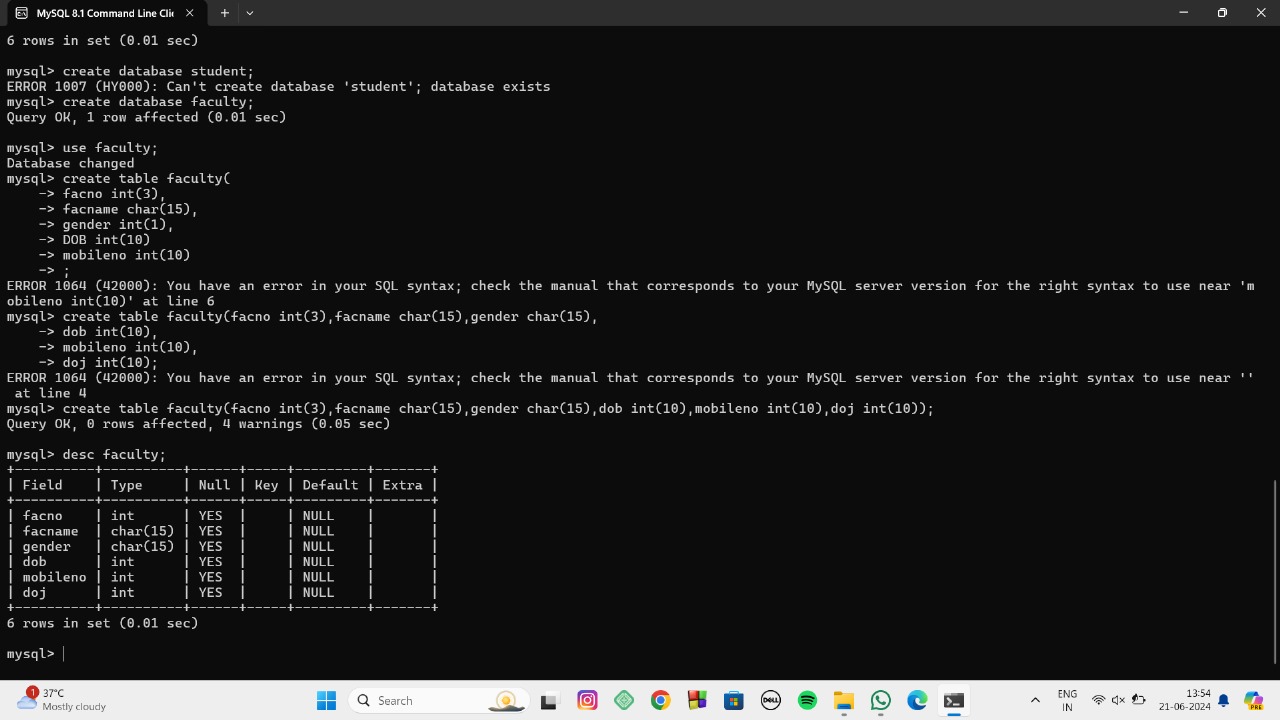 MySQL 8.1 Command Line Clie
6 rows in set (0.01 sec)
mysql> create database student;
ERROR 1007 (HY000): Can't create database 'student'; database exists
mysql> create database faculty;
Query OK, 1 row affected (0.01 sec)
mysql> use faculty;
Database changed
mysql> create table faculty(
    -> facno int(3),
    -> facname char(15),
    -> gender int(1),
    -> DOB int(10)
    -> mobileno int(10)
    -> ;
ERROR 1064 (42000): You have an error in your SQL syntax; check the manual that corresponds to your MySQL server version for the right syntax to use near 'm
obileno int(10)' at line 6
mysql> create table faculty(facno int(3),facname char(15),gender char(15),
    -> dob int(10),
    -> mobileno int(10),
    -> doj int(10);
ERROR 1064 (42000): You have an error in your SQL syntax; check the manual that corresponds to your MySQL server version for the right syntax to use near ''
 at line 4
mysql> create table faculty(facno int(3),facname char(15),gender char(15),dob int(10),mobileno int(10),doj int(10));
Query OK, 0 rows affected, 4 warnings (0.05 sec)
mysql> desc faculty;
+----------+----------+------+-----+---------+-------+
| Field    | Type     | Null | Key | Default | Extra |
+----------+----------+------+-----+---------+-------+
| facno    | int      | YES  |     | NULL    |       |
| facname  | char(15) | YES  |     | NULL    |       |
| gender   | char(15) | YES  |     | NULL    |       |
| dob      | int      | YES  |     | NULL    |       |
| mobileno | int      | YES  |     | NULL    |       |
| doj      | int      | YES  |     | NULL    |       |
+----------+----------+------+-----+---------+-------+
6 rows in set (0.01 sec)
mysql>
1
37°C
Mostly cloudy
Search
DELL
PRE
ENG
IN
13:54
21-06-2024